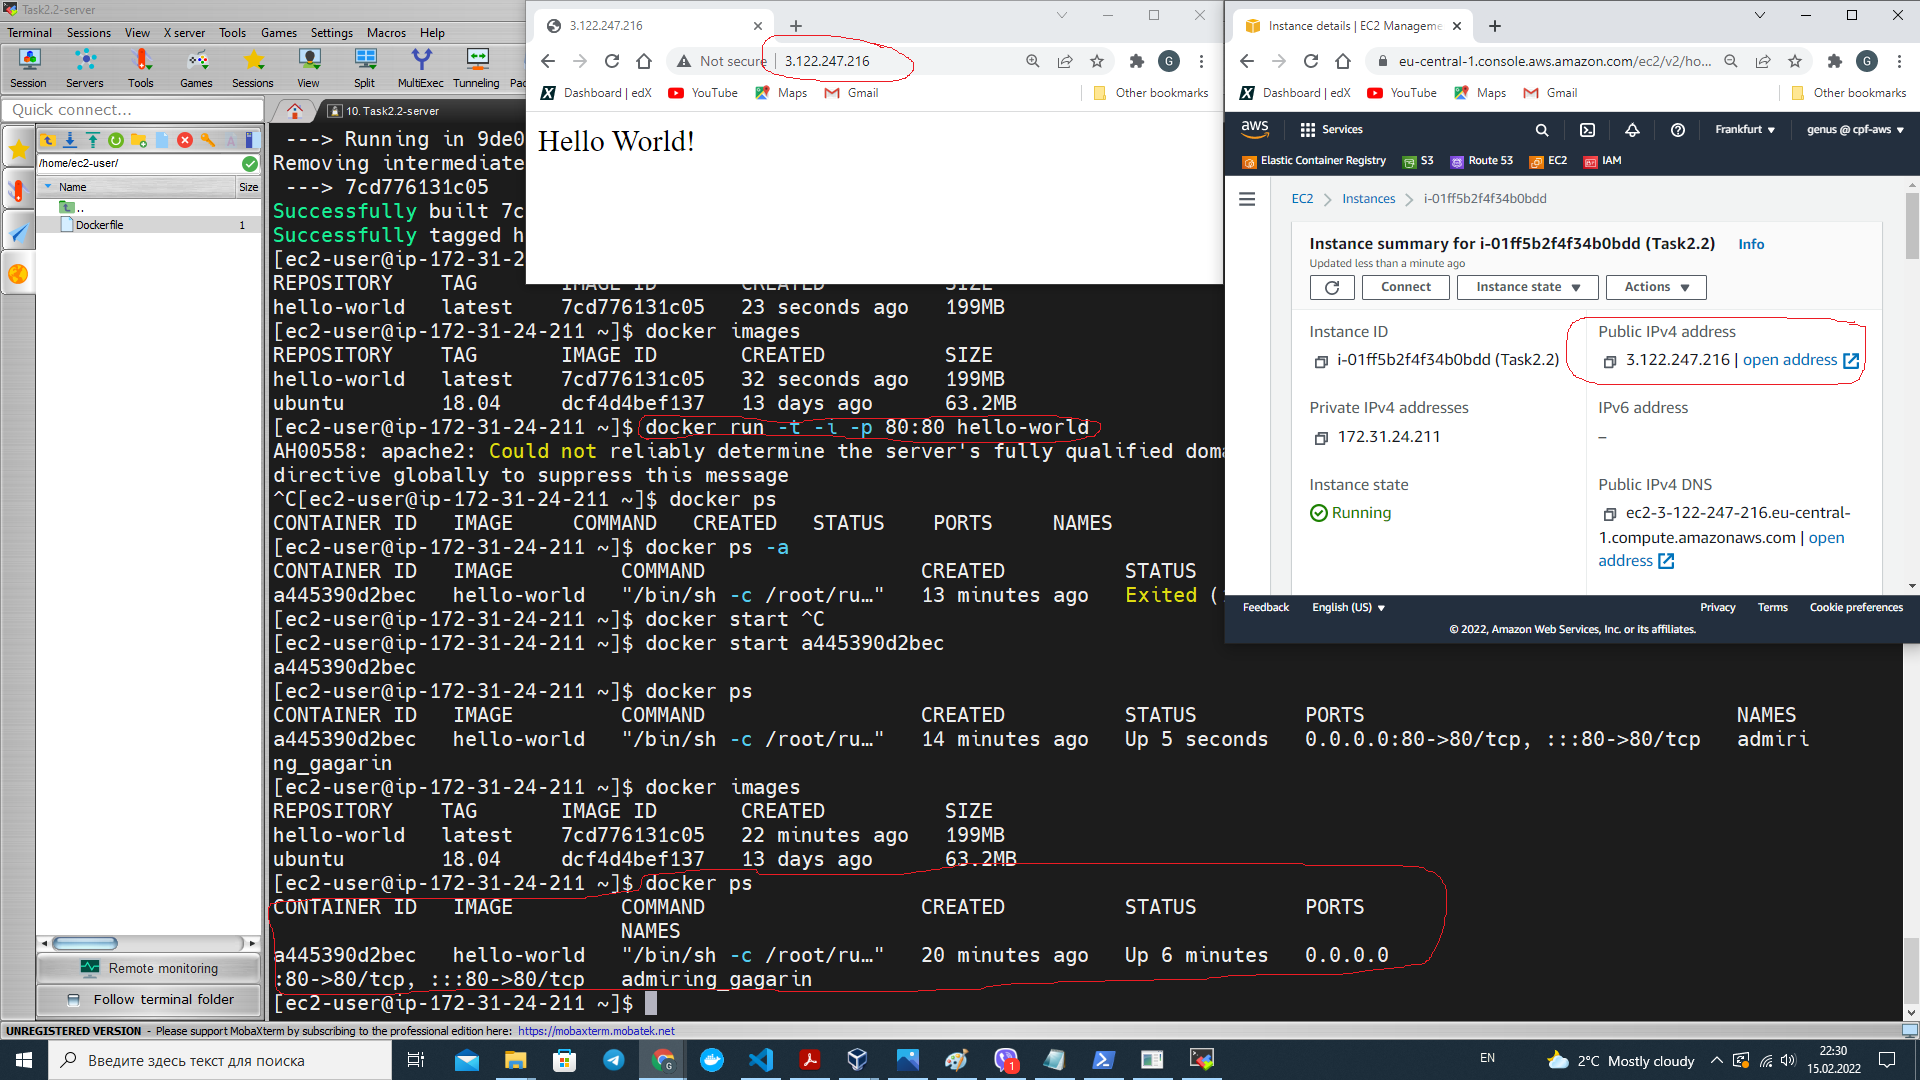 Task2.2-server
Terminal Sessions View X server Tools Games Settings Macros Help
Session Servers Tools Games Sessions View Split MultiExec Tunneling
Quick connect...
10. Task2.2-server
/home/ec2-user/
Name Size
..
Dockerfile 1
Remote monitoring
Follow terminal folder
3.122.247.216
Not secure 3.122.247.216
Dashboard | edX YouTube Maps Gmail Other bookmarks
Hello World!
---> Running in 9de0
Removing intermediate
---> 7cd776131c05
Successfully built 7c
Successfully tagged h
[ec2-user@ip-172-31-2
REPOSITORY TAG IMAGE ID CREATED SIZE
hello-world latest 7cd776131c05 23 seconds ago 199MB
[ec2-user@ip-172-31-24-211 ~]$ docker images
REPOSITORY TAG IMAGE ID CREATED SIZE
hello-world latest 7cd776131c05 32 seconds ago 199MB
ubuntu 18.04 dcf4d4bef137 13 days ago 63.2MB
[ec2-user@ip-172-31-24-211 ~]$ docker run -t -i -p 80:80 hello-world
AH00558: apache2: Could not reliably determine the server's fully qualified doma
directive globally to suppress this message
^C[ec2-user@ip-172-31-24-211 ~]$ docker ps
CONTAINER ID IMAGE COMMAND CREATED STATUS PORTS NAMES
[ec2-user@ip-172-31-24-211 ~]$ docker ps -a
CONTAINER ID IMAGE COMMAND CREATED STATUS
a445390d2bec hello-world "/bin/sh -c /root/ru…" 13 minutes ago Exited (
[ec2-user@ip-172-31-24-211 ~]$ docker start ^C
[ec2-user@ip-172-31-24-211 ~]$ docker start a445390d2bec
a445390d2bec
[ec2-user@ip-172-31-24-211 ~]$ docker ps
CONTAINER ID IMAGE COMMAND CREATED STATUS PORTS NAMES
a445390d2bec hello-world "/bin/sh -c /root/ru…" 14 minutes ago Up 5 seconds 0.0.0.0:80->80/tcp, :::80->80/tcp admiri
ng_gagarin
[ec2-user@ip-172-31-24-211 ~]$ docker images
REPOSITORY TAG IMAGE ID CREATED SIZE
hello-world latest 7cd776131c05 22 minutes ago 199MB
ubuntu 18.04 dcf4d4bef137 13 days ago 63.2MB
[ec2-user@ip-172-31-24-211 ~]$ docker ps
CONTAINER ID IMAGE COMMAND CREATED STATUS PORTS
NAMES
a445390d2bec hello-world "/bin/sh -c /root/ru…" 20 minutes ago Up 6 minutes 0.0.0.0
:80->80/tcp, :::80->80/tcp admiring_gagarin
[ec2-user@ip-172-31-24-211 ~]$
Instance details | EC2 Manageme
eu-central-1.console.aws.amazon.com/ec2/v2/ho...
Dashboard | edX YouTube Maps Gmail Other bookmarks
aws Services Frankfurt genus @ cpf-aws
Elastic Container Registry S3 Route 53 EC2 IAM
EC2 Instances i-01ff5b2f4f34b0bdd
Instance summary for i-01ff5b2f4f34b0bdd (Task2.2) Info
Updated less than a minute ago
Connect Instance state Actions
Instance ID
i-01ff5b2f4f34b0bdd (Task2.2)
Public IPv4 address
3.122.247.216 | open address
Private IPv4 addresses
172.31.24.211
IPv6 address
–
Instance state
Running
Public IPv4 DNS
ec2-3-122-247-216.eu-central-
1.compute.amazonaws.com | open
address
Feedback English (US) Privacy Terms Cookie preferences
© 2022, Amazon Web Services, Inc. or its affiliates.
UNREGISTERED VERSION - Please support MobaXterm by subscribing to the professional edition here: https://mobaxterm.mobatek.net
Введите здесь текст для поиска
1
EN
2°C Mostly cloudy
22:30
15.02.2022